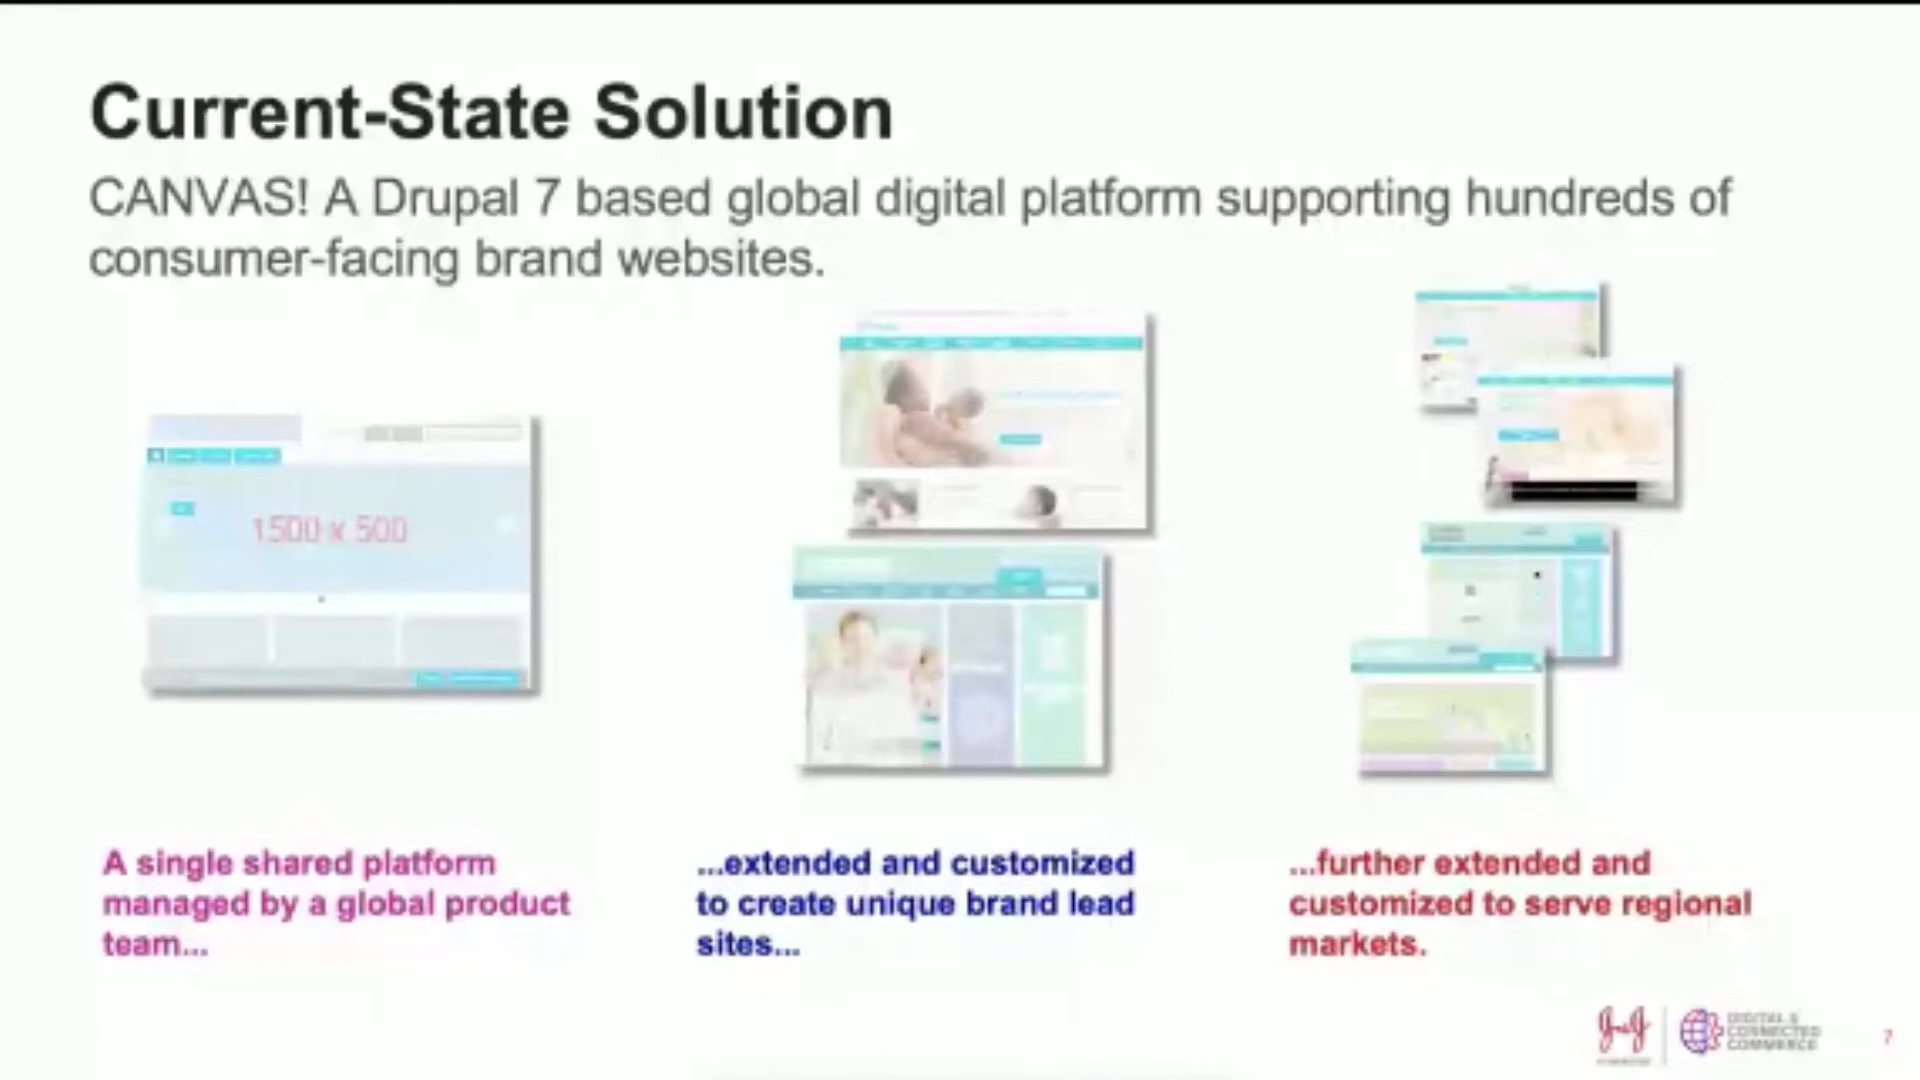 Current-State Solution
CANVAS! A Drupal 7 based global digital platform supporting hundreds of
consumer-facing brand websites.
1500 x 500
A single shared platform
managed by a global product
team...
...extended and customized
to create unique brand lead
sites...
...further extended and
customized to serve regional
markets.
J&J
DIGITAL &
CONNECTED
COMMERCE
7